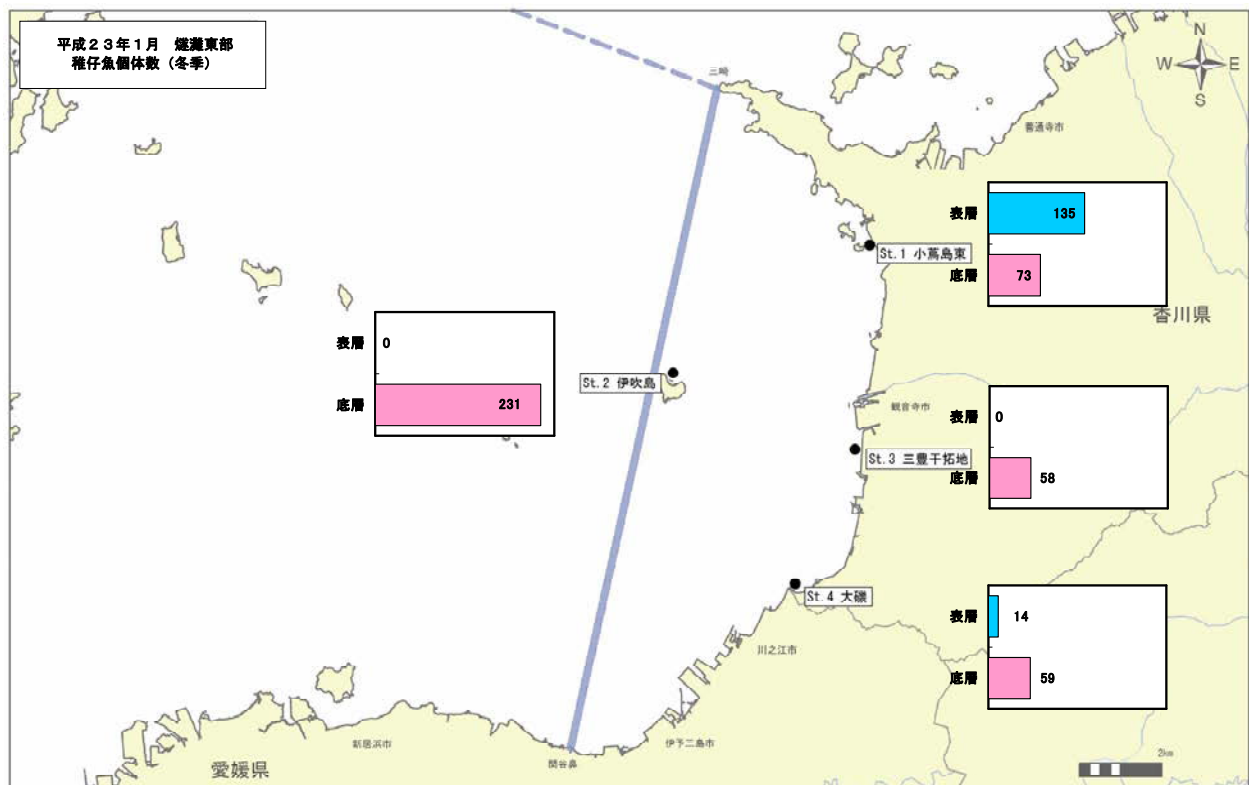 平成23年1月 燧灘東部
稚仔魚個体数（冬季）
N
W E
S
三崎
善通寺市
表層 135
底層 73
St.1 小蔦島東
香川県
表層 0
底層 231
St.2 伊吹島
観音寺市
表層 0
底層 58
St.3 三豊干拓地
St.4 大磯
表層 14
底層 59
川之江市
伊予三島市
新居浜市
関谷鼻
愛媛県
2km